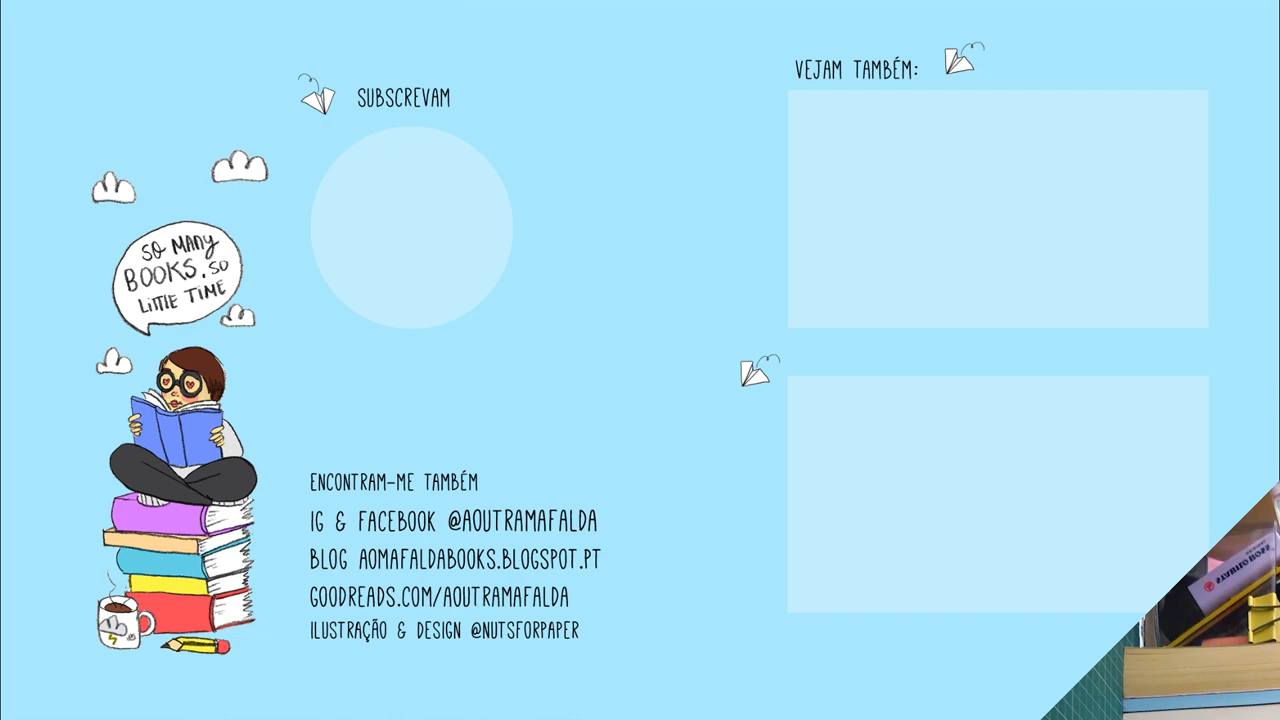 VEJAM TAMBÉM:
SUBSCREVAM
SO MANY
BOOKS, SO
LITTLE TIME
ENCONTRAM-ME TAMBÉM
IG & FACEBOOK @AOUTRAMAFALDA
BLOG AOMAFALDABOOKS.BLOGSPOT.PT
GOODREADS.COM/AOUTRAMAFALDA
ILUSTRAÇÃO & DESIGN @NUTSFORPAPER